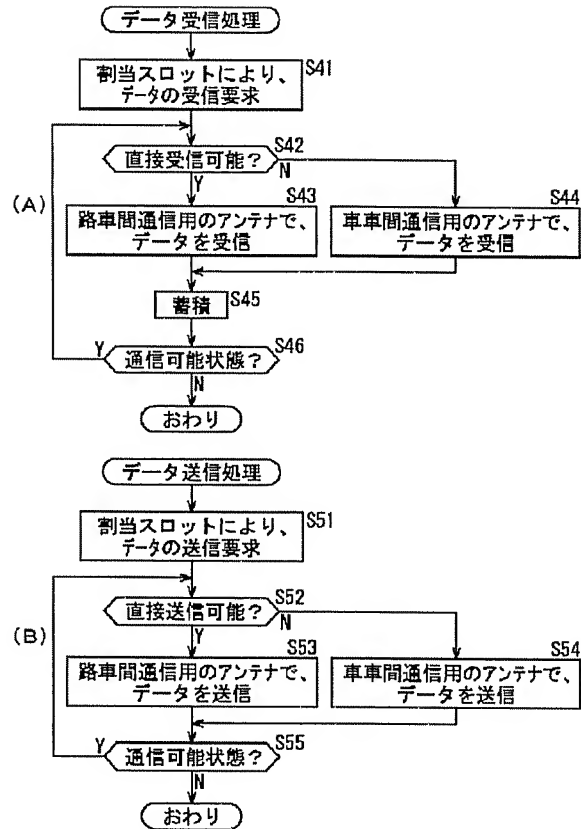 データ受信処理
割当スロットにより、
データの受信要求
S41
直接受信可能?
S42
Y
N
(A)
路車間通信用のアンテナで、
データを受信
S43
車車間通信用のアンテナで、
データを受信
S44
蓄積
S45
通信可能状態?
S46
Y
N
おわり
データ送信処理
割当スロットにより、
データの送信要求
S51
直接送信可能?
S52
Y
N
(B)
路車間通信用のアンテナで、
データを送信
S53
車車間通信用のアンテナで、
データを送信
S54
通信可能状態?
S55
Y
N
おわり